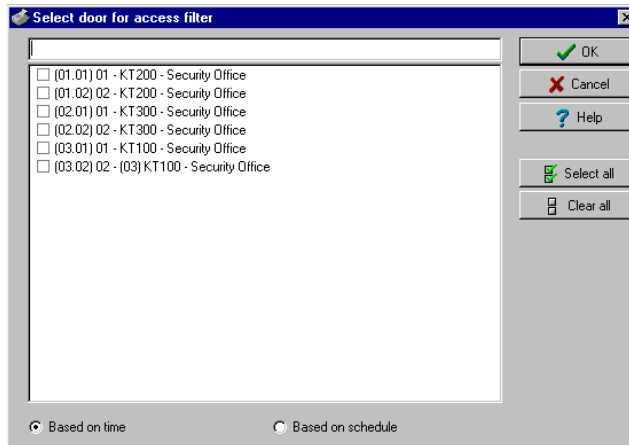 Select door for access filter
OK
(01.01) 01 - KT200 - Security Office
(01.02) 02 - KT200 - Security Office
Cancel
(02.01) 01 - KT300 - Security Office
(02.02) 02 - KT300 - Security Office
Help
(03.01) 01 - KT100 - Security Office
(03.02) 02 - (03) KT100 - Security Office
Select all
Clear all
Based on time
Based on schedule